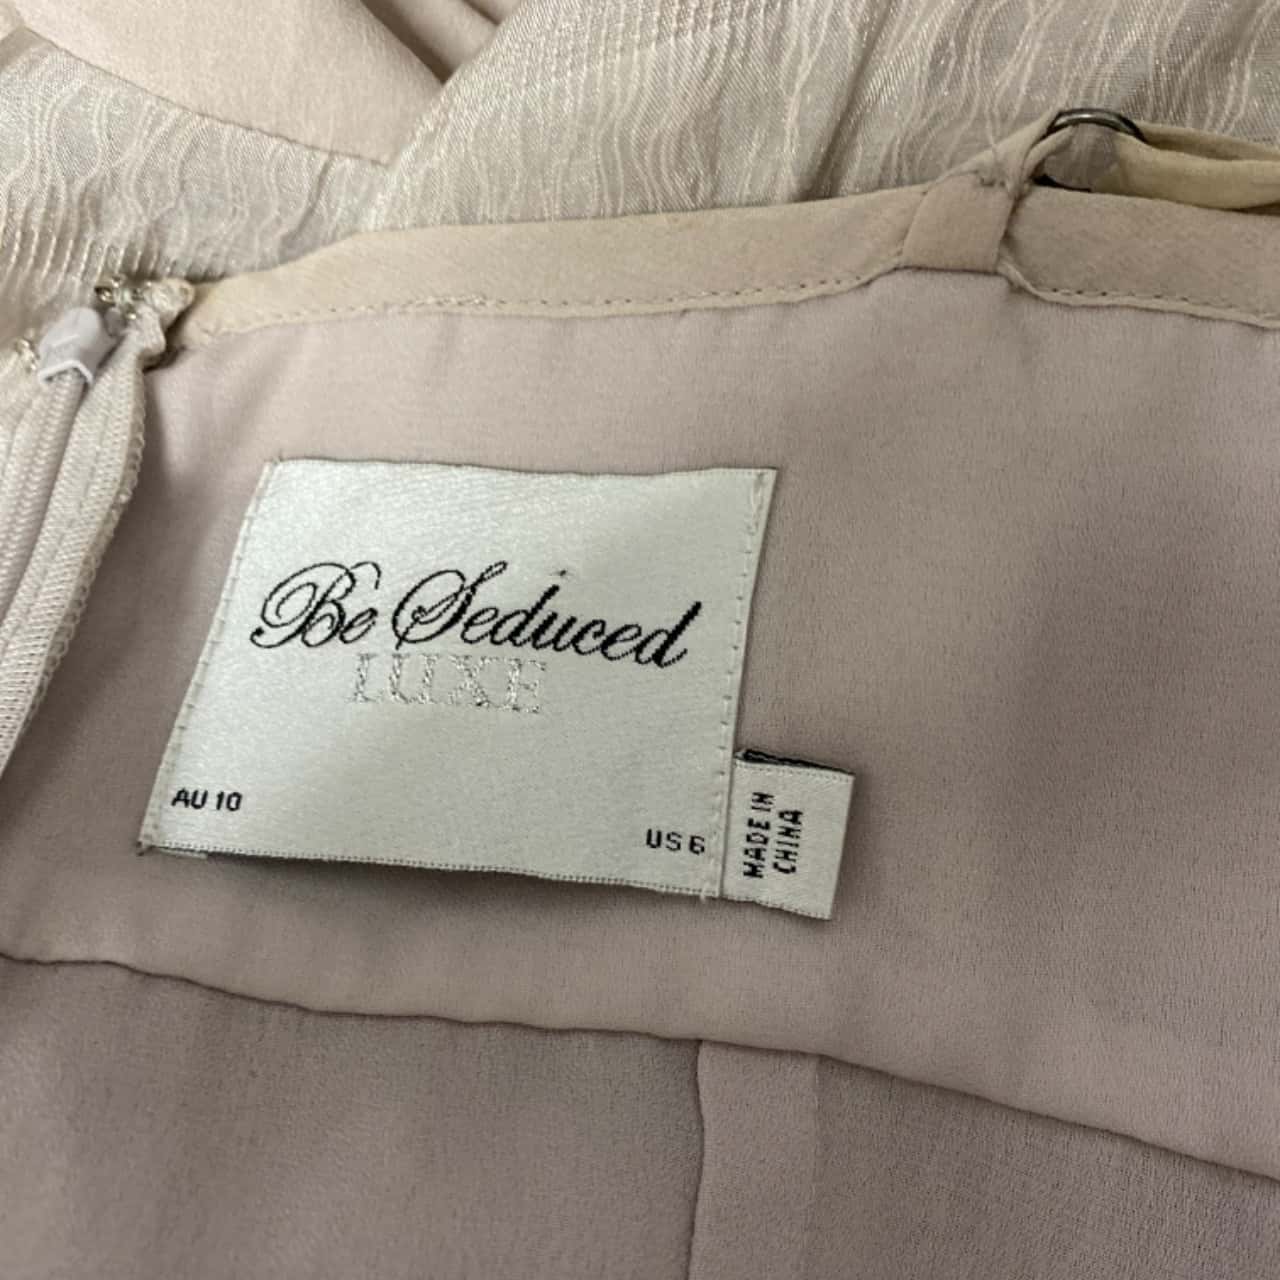 Be Seduced
LUXE
AU 10
US 6
MADE IN
CHINA